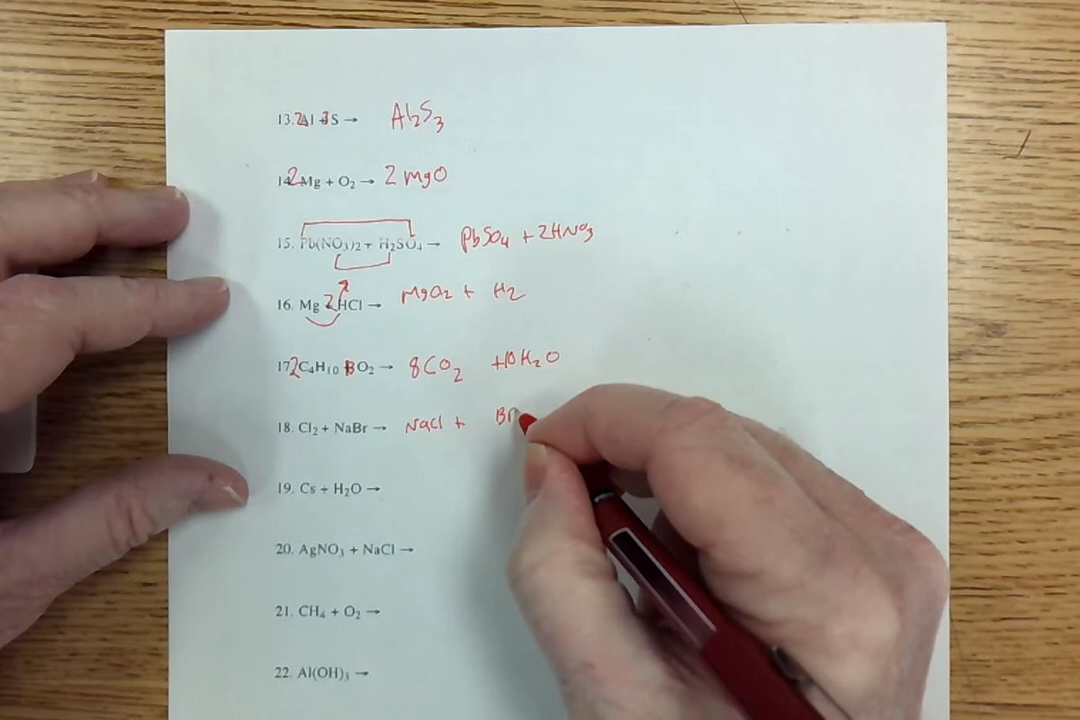 13. 2Al + 3S → Al₂S₃
14. 2Mg + O₂ → 2 MgO
15. Pb(NO₃)2 + H₂SO₄ → PbSO₄ + 2HNO₃
16. Mg 2HCl → MgCl₂ + H₂
17. 2C₄H₁₀ 13O₂ → 8CO₂ + 10H₂O
18. Cl₂ + NaBr → NaCl + Br
19. Cs + H₂O →
20. AgNO₃ + NaCl →
21. CH₄ + O₂ →
22. Al(OH)₃ →